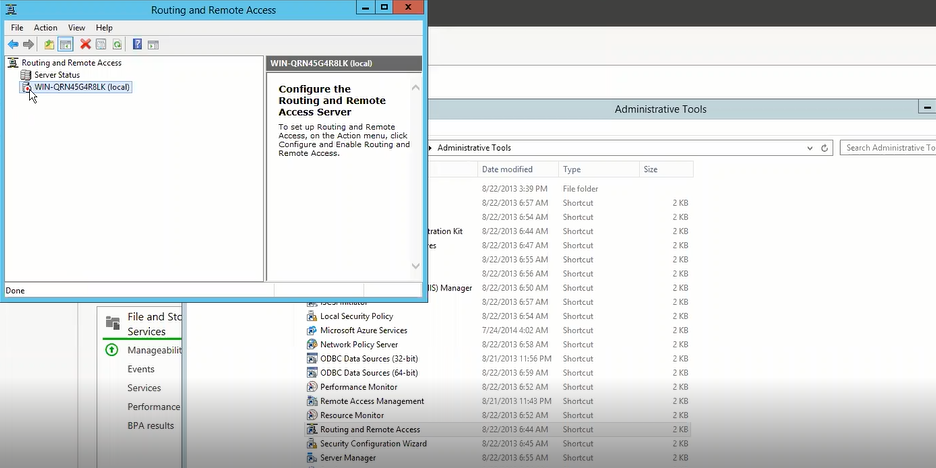 Routing and Remote Access
File Action View Help
Routing and Remote Access
Server Status
WIN-QRN45G4R8LK (local)
WIN-QRN45G4R8LK (local)
Configure the
Routing and Remote
Access Server
To set up Routing and Remote
Access, on the Action menu, click
Configure and Enable Routing and
Remote Access.
Done
Administrative Tools
Administrative Tools
Search Administrative To
Date modified Type Size
8/22/2013 3:39 PM File folder
8/22/2013 6:57 AM Shortcut 2 KB
8/22/2013 6:54 AM Shortcut 2 KB
tration Kit 8/22/2013 6:44 AM Shortcut 2 KB
res 8/22/2013 6:47 AM Shortcut 2 KB
8/22/2013 6:55 AM Shortcut 2 KB
8/22/2013 6:56 AM Shortcut 2 KB
IIS) Manager 8/22/2013 6:50 AM Shortcut 2 KB
iSCSI Initiator 8/22/2013 6:57 AM Shortcut 2 KB
Local Security Policy 8/22/2013 6:54 AM Shortcut 2 KB
Microsoft Azure Services 7/24/2014 4:02 AM Shortcut 2 KB
Network Policy Server 8/22/2013 6:58 AM Shortcut 2 KB
ODBC Data Sources (32-bit) 8/21/2013 11:56 PM Shortcut 2 KB
ODBC Data Sources (64-bit) 8/22/2013 6:59 AM Shortcut 2 KB
Performance Monitor 8/22/2013 6:52 AM Shortcut 2 KB
Remote Access Management 8/21/2013 11:43 PM Shortcut 2 KB
Resource Monitor 8/22/2013 6:52 AM Shortcut 2 KB
Routing and Remote Access 8/22/2013 6:44 AM Shortcut 2 KB
Security Configuration Wizard 8/22/2013 6:45 AM Shortcut 2 KB
Server Manager 8/22/2013 6:55 AM Shortcut 2 KB
File and Sto
Services
Manageabilit
Events
Services
Performance
BPA results